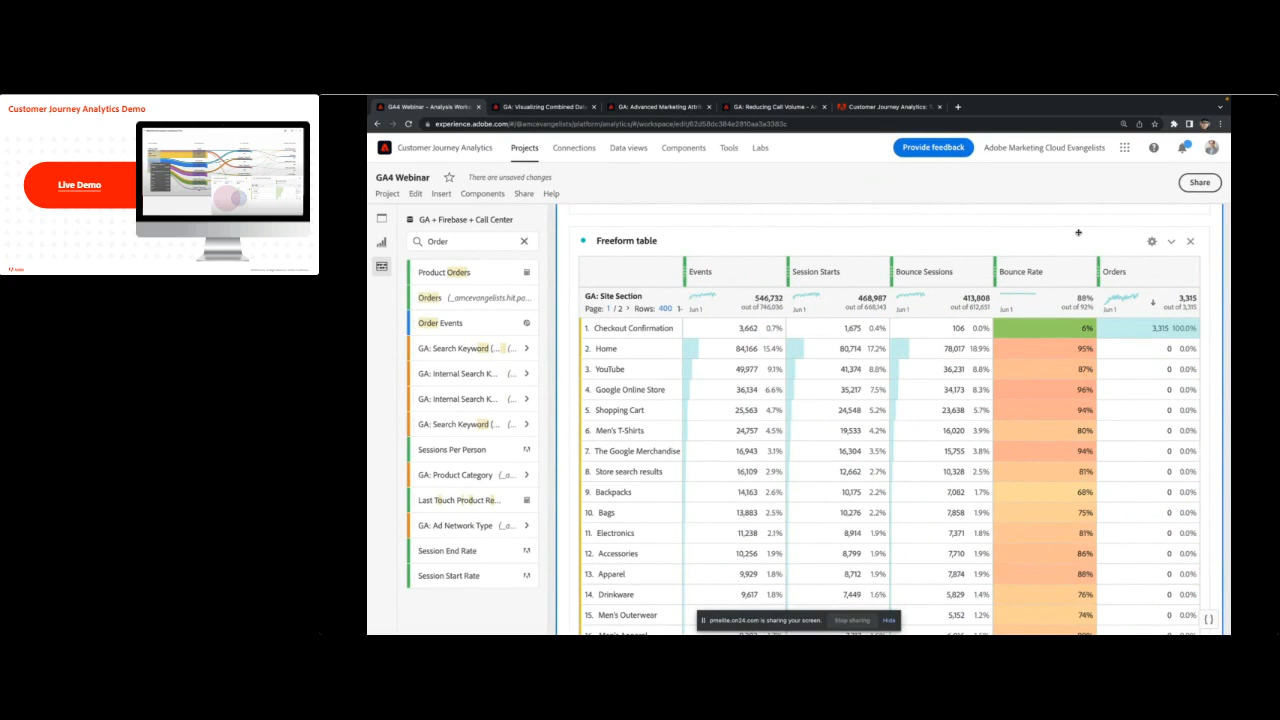 Customer Journey Analytics Demo
Live Demo
Adobe
GA4 Webinar - Analysis Work
GA: Visualizing Combined Dat
GA: Advanced Marketing Attri
GA: Reducing Call Volume - A
Customer Journey Analytics:
experience.adobe.com/#/@amcevangelists/platform/analytics/#/workspace/edit/62d58dc384e2810aa3a3383c
Customer Journey Analytics Projects Connections Data views Components Tools Labs Provide feedback Adobe Marketing Cloud Evangelists
GA4 Webinar There are unsaved changes
Project Edit Insert Components Share Help
Share
GA + Firebase + Call Center
Order
Product Orders
Orders (_amcevangelists.hit.po...
Order Events
GA: Search Keyword (... (...
GA: Internal Search K... (...
GA: Internal Search K... (...
GA: Search Keyword (... (...
Sessions Per Person
GA: Product Category (_a...
Last Touch Product Re...
GA: Ad Network Type (_a...
Session End Rate
Session Start Rate
Freeform table
Events Session Starts Bounce Sessions Bounce Rate Orders
GA: Site Section
Page: 1 / 2 > Rows: 400 1-
Jun 1 546,732 out of 746,036
Jun 1 468,987 out of 668,143
Jun 1 413,808 out of 612,651
Jun 1 88% out of 92%
Jun 1 3,315 out of 3,315
1. Checkout Confirmation 3,662 0.7% 1,675 0.4% 106 0.0% 6% 3,315 100.0%
2. Home 84,166 15.4% 80,714 17.2% 78,017 18.9% 95% 0 0.0%
3. YouTube 49,977 9.1% 41,374 8.8% 36,231 8.8% 87% 0 0.0%
4. Google Online Store 36,134 6.6% 35,217 7.5% 34,173 8.3% 96% 0 0.0%
5. Shopping Cart 25,563 4.7% 24,548 5.2% 23,638 5.7% 94% 0 0.0%
6. Men's T-Shirts 24,757 4.5% 19,533 4.2% 16,020 3.9% 80% 0 0.0%
7. The Google Merchandise 16,943 3.1% 16,304 3.5% 15,755 3.8% 94% 0 0.0%
8. Store search results 16,109 2.9% 12,662 2.7% 10,328 2.5% 81% 0 0.0%
9. Backpacks 14,163 2.6% 10,175 2.2% 7,082 1.7% 68% 0 0.0%
10. Bags 13,883 2.5% 10,276 2.2% 7,858 1.9% 75% 0 0.0%
11. Electronics 11,238 2.1% 8,914 1.9% 7,371 1.8% 81% 0 0.0%
12. Accessories 10,256 1.9% 8,799 1.9% 7,710 1.9% 86% 0 0.0%
13. Apparel 9,929 1.8% 8,712 1.9% 7,874 1.9% 88% 0 0.0%
14. Drinkware 9,617 1.8% 7,449 1.6% 5,829 1.4% 76% 0 0.0%
15. Men's Outerwear 5,152 1.2% 74% 0 0.0%
pmelite.on24.com is sharing your screen. Stop sharing Hide